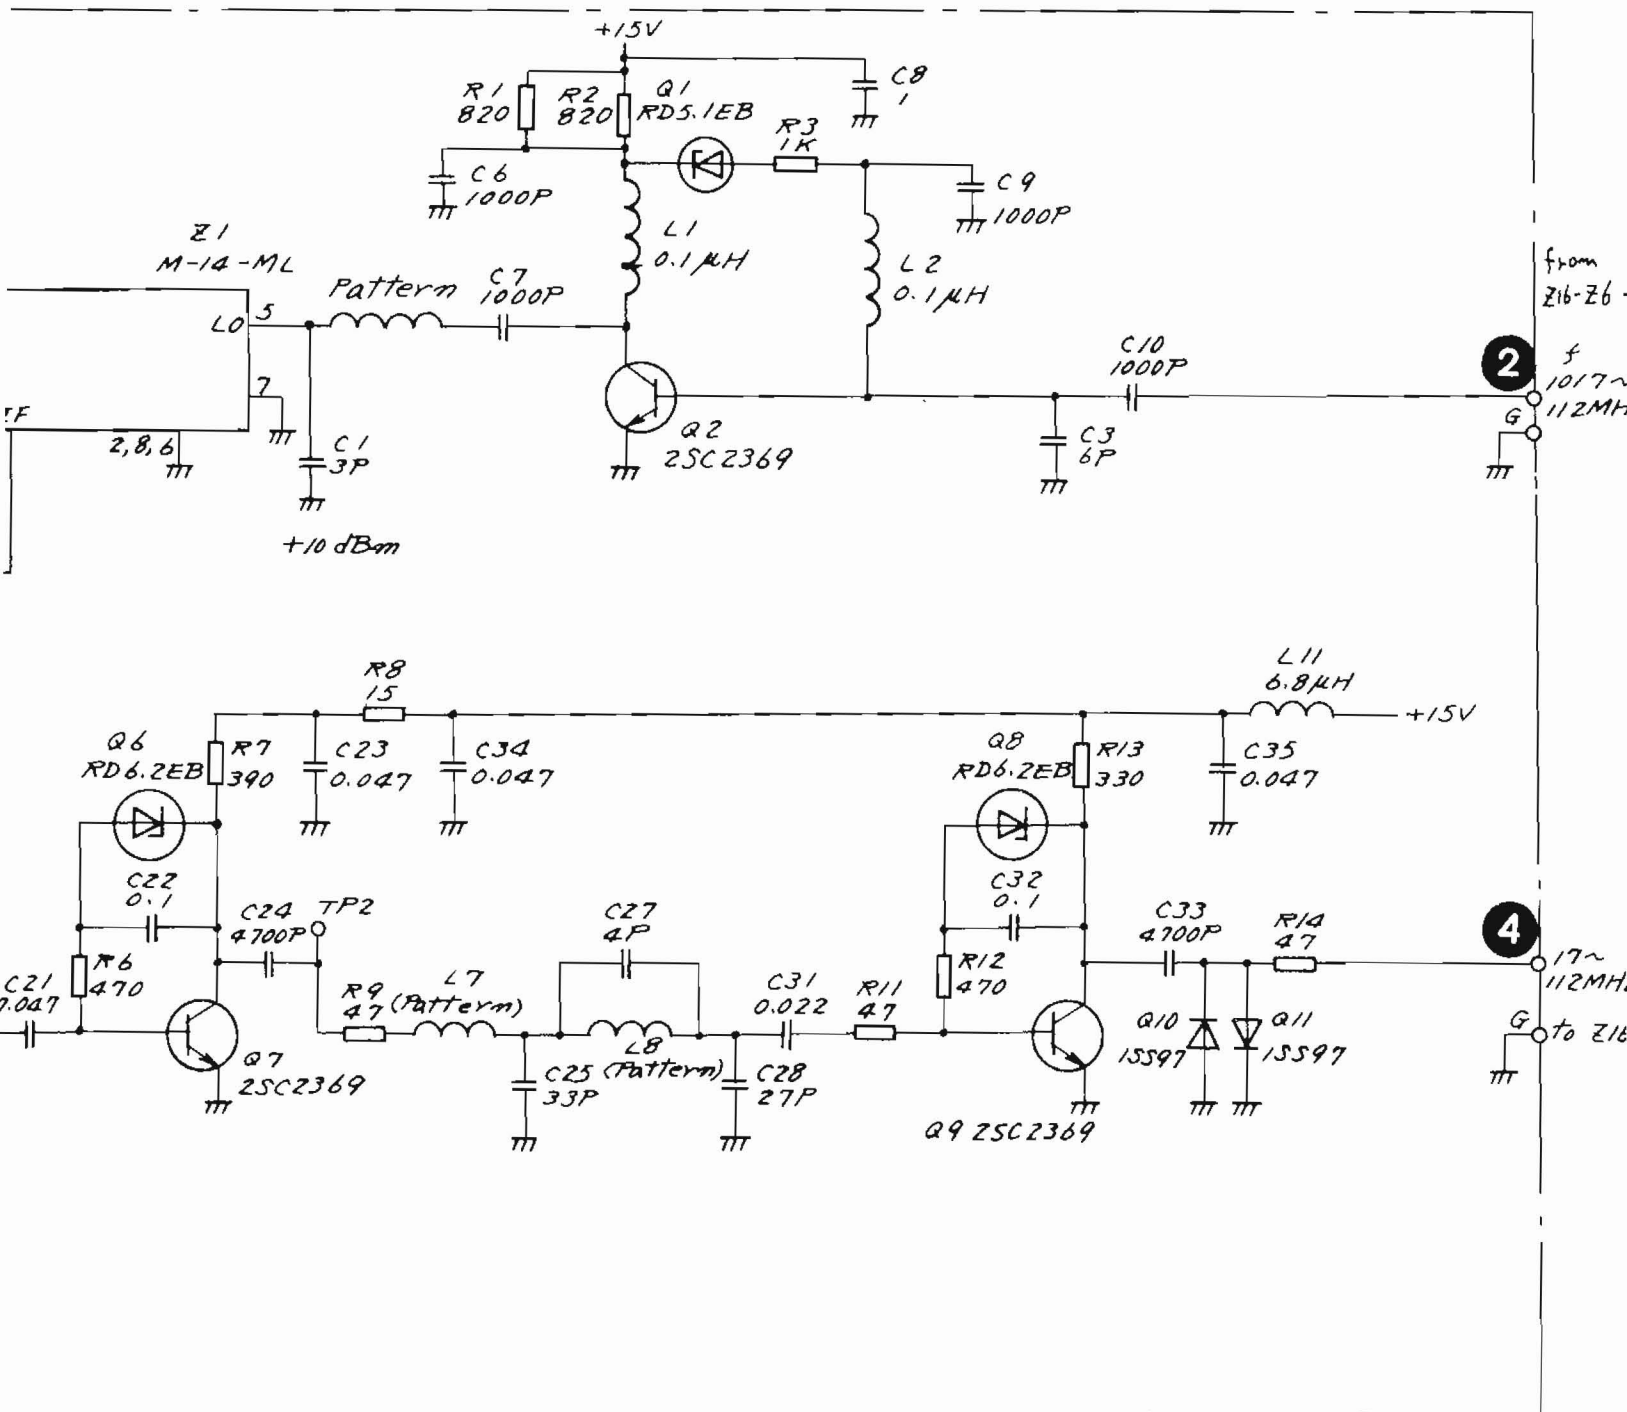 +15V
R1
820
R2
820
Q1
RD5.1EB
C8
1
R3
1K
C6
1000P
C9
1000P
Z1
M-14-ML
L1
0.1μH
L2
0.1μH
Pattern
C7
1000P
from
Z16-Z6-
LO 5
7
2,8,6
C1
3P
+10 dBm
Q2
2SC2369
C10
1000P
C3
6P
2
f
1017~
G
R8
15
L11
6.8μH
+15V
Q6
RD6.2EB
R7
390
C23
0.047
C34
0.047
Q8
RD6.2EB
R13
330
C35
0.047
C22
0.1
C24
4700P
TP2
C27
4P
C32
0.1
C33
4700P
R14
47
4
17~
C21
R6
470
R9
47
L7
(Pattern)
C31
0.022
R11
47
R12
470
Q10
1SS97
Q11
1SS97
G
Q7
2SC2369
C25
33P
L8
(Pattern)
C28
27P
Q9 2SC2369